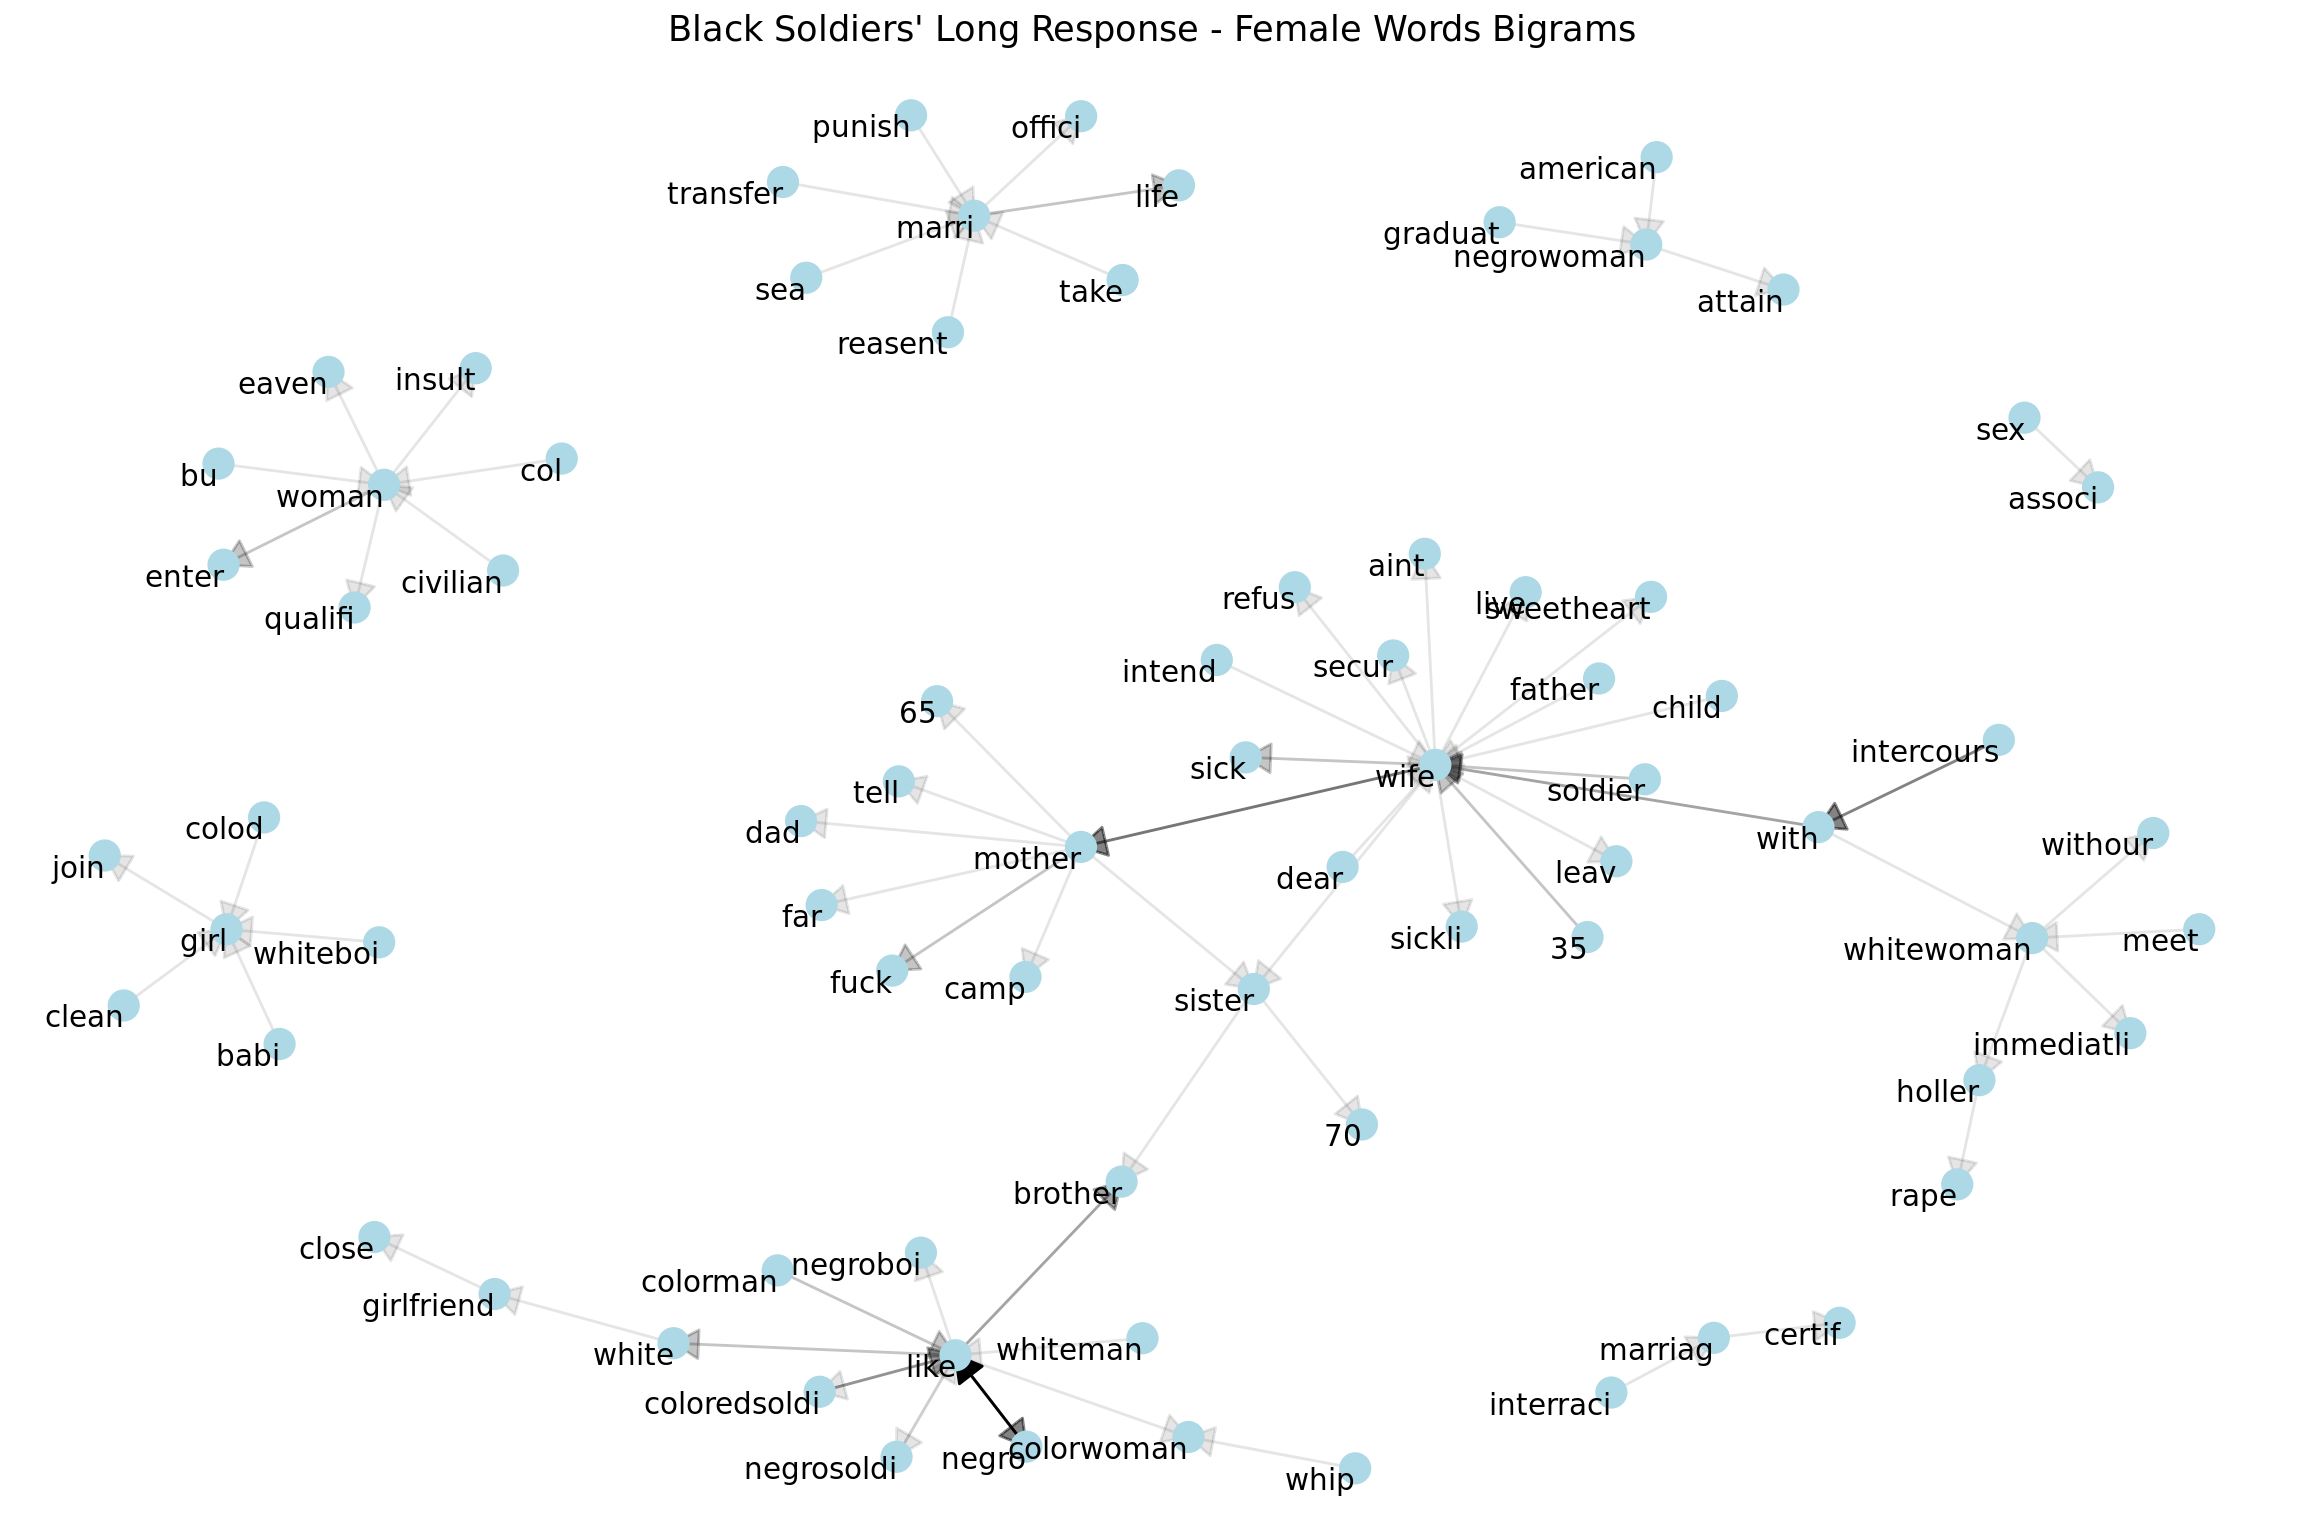 Black Soldiers' Long Response - Female Words Bigrams
punish
offici
transfer
life
marri
sea
take
reasent
american
graduat
negrowoman
attain
eaven
insult
bu
col
woman
enter
civilian
qualifi
sex
associ
aint
refus
live
sweetheart
intend
secur
father
child
65
sick
wife
soldier
intercours
tell
with
dad
mother
dear
leav
withour
far
sickli
35
whitewoman
meet
fuck
camp
sister
colod
join
girl
whiteboi
clean
babi
immediatli
holler
70
brother
rape
close
girlfriend
colorman
negroboi
white
like
whiteman
coloredsoldi
negrosoldi
negro
colorwoman
whip
marriag
certif
interraci